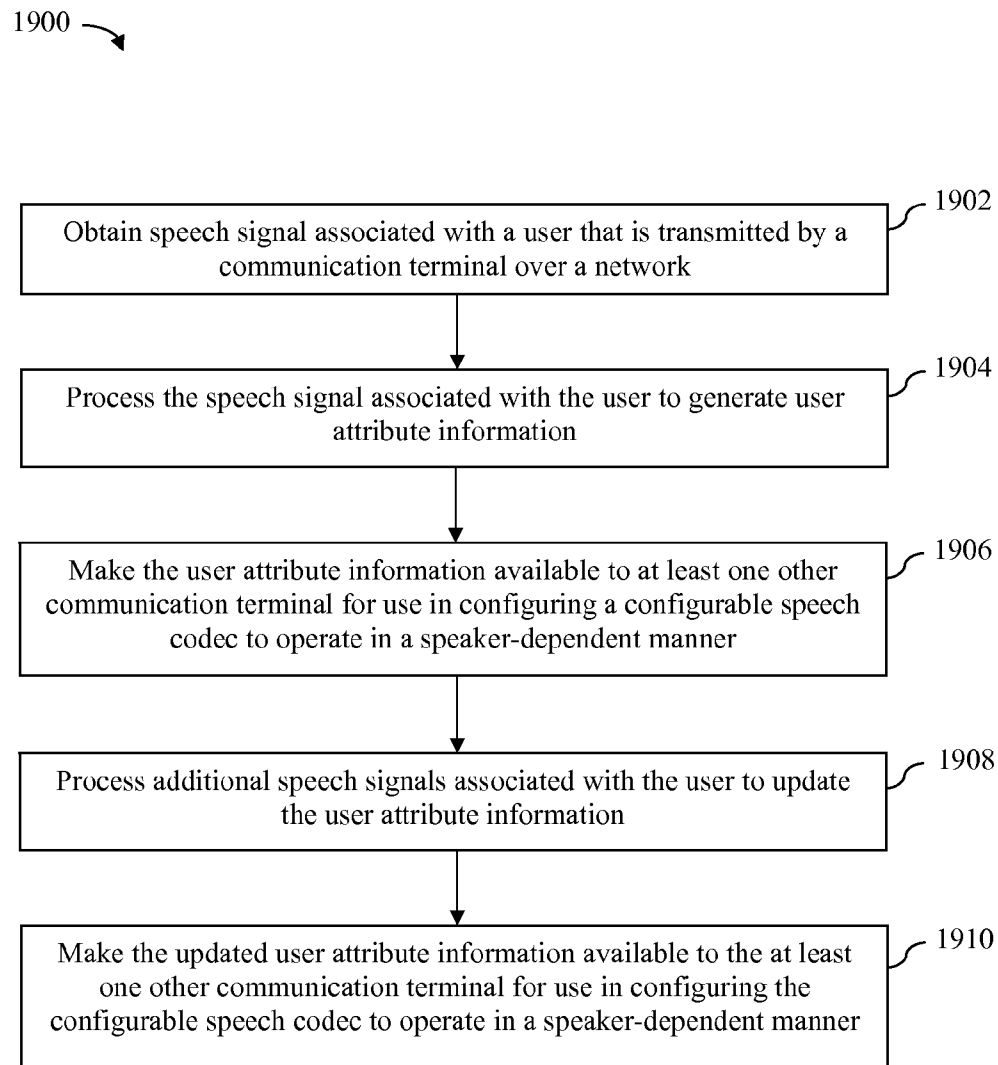 1900
1902
Obtain speech signal associated with a user that is transmitted by a
communication terminal over a network
1904
Process the speech signal associated with the user to generate user
attribute information
1906
Make the user attribute information available to at least one other
communication terminal for use in configuring a configurable speech
codec to operate in a speaker-dependent manner
1908
Process additional speech signals associated with the user to update
the user attribute information
1910
Make the updated user attribute information available to the at least
one other communication terminal for use in configuring the
configurable speech codec to operate in a speaker-dependent manner